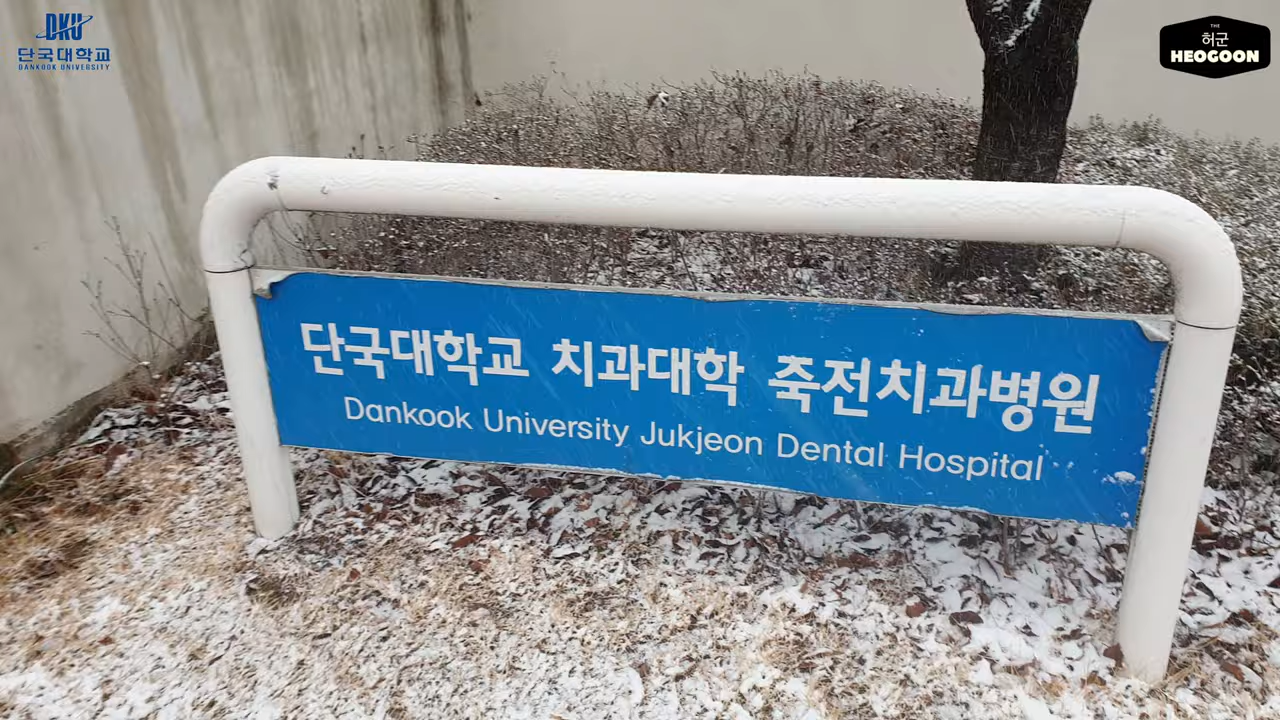 DKU
단국대학교
DANKOOK UNIVERSITY
THE
허군
HEOGOON
단국대학교 치과대학 죽전치과병원
Dankook University Jukjeon Dental Hospital